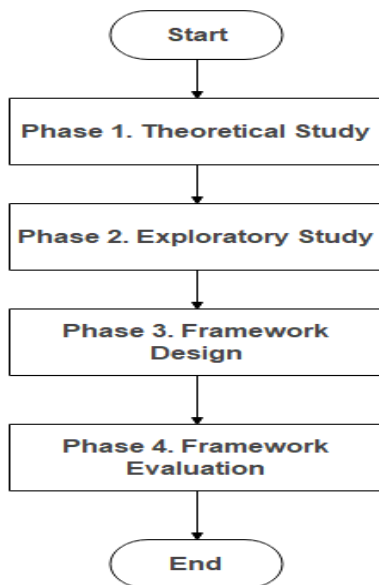 Start
Phase 1. Theoretical Study
Phase 2. Exploratory Study
Phase 3. Framework
Design
Phase 4. Framework
Evaluation
End